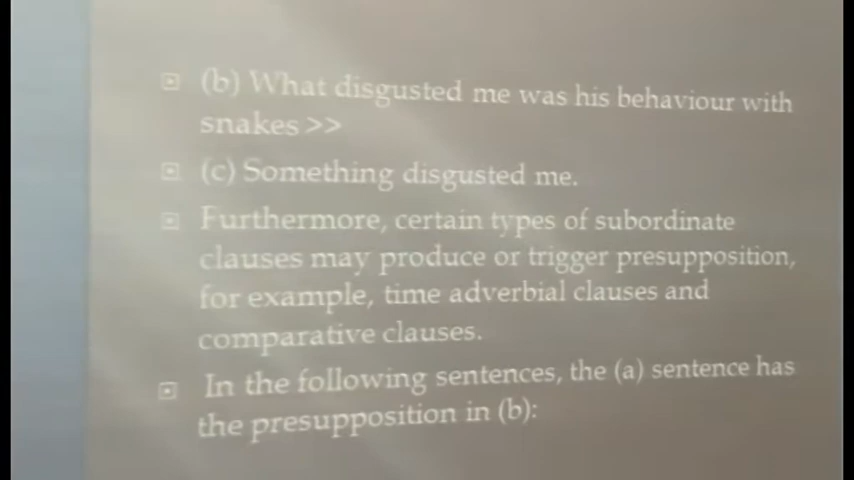 (b) What disgusted me was his behaviour with
snakes >>
(c) Something disgusted me.
Furthermore, certain types of subordinate
clauses may produce or trigger presupposition,
for example, time adverbial clauses and
comparative clauses.
In the following sentences, the (a) sentence has
the presupposition in (b):